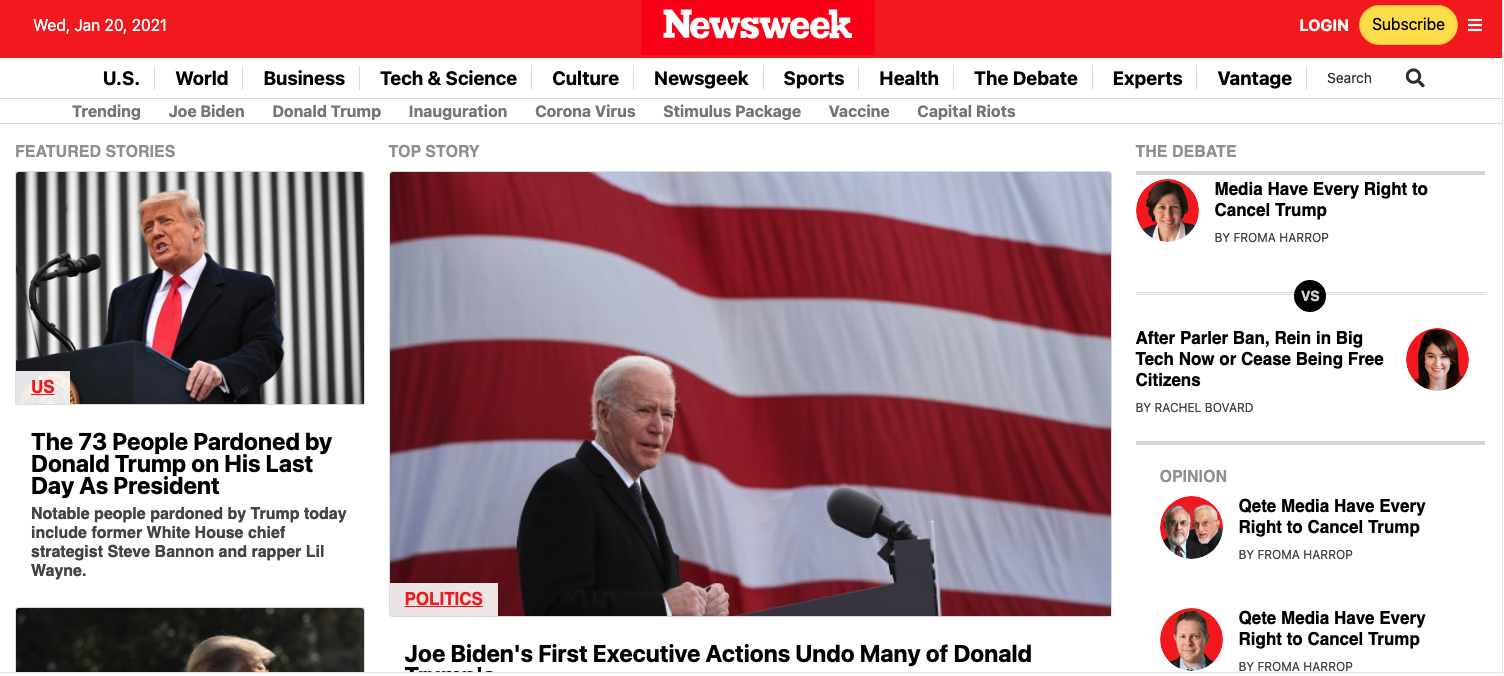 Wed, Jan 20, 2021
Newsweek
LOGIN
Subscribe
U.S.
World
Business
Tech & Science
Culture
Newsgeek
Sports
Health
The Debate
Experts
Vantage
Search
Trending
Joe Biden
Donald Trump
Inauguration
Corona Virus
Stimulus Package
Vaccine
Capital Riots
FEATURED STORIES
US
The 73 People Pardoned by
Donald Trump on His Last
Day As President
Notable people pardoned by Trump today
include former White House chief
strategist Steve Bannon and rapper Lil
Wayne.
TOP STORY
POLITICS
Joe Biden's First Executive Actions Undo Many of Donald
Trump's
THE DEBATE
Media Have Every Right to
Cancel Trump
BY FROMA HARROP
VS
After Parler Ban, Rein in Big
Tech Now or Cease Being Free
Citizens
BY RACHEL BOVARD
OPINION
Qete Media Have Every
Right to Cancel Trump
BY FROMA HARROP
Qete Media Have Every
Right to Cancel Trump
BY FROMA HARROP